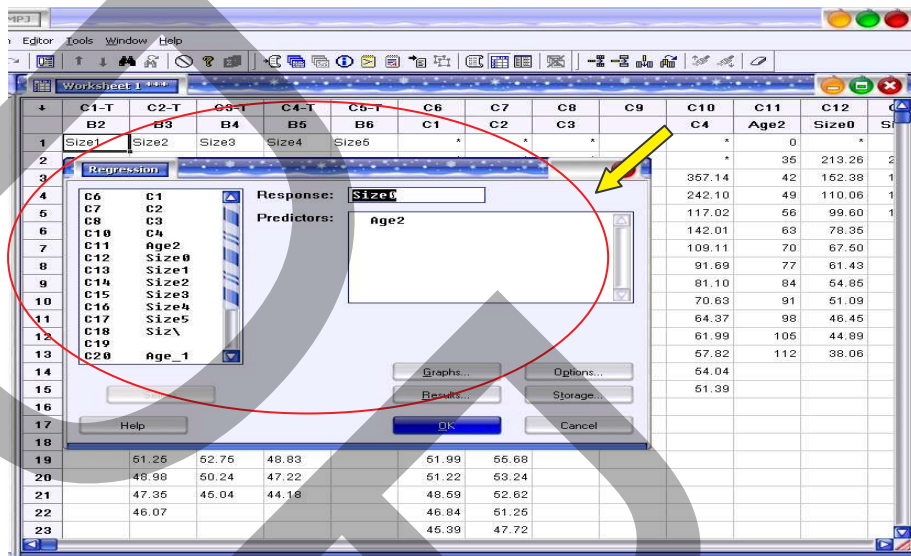 MPJ
Editor Tools Window Help
Worksheet 1 ***
↓ C1-T C2-T C3-T C4-T C5-T C6 C7 C8 C9 C10 C11 C12
B2 B3 B4 B5 B6 C1 C2 C3 C4 Age2 Size0
1 Size1 Size2 Size3 Size4 Size5 * * * * 0 *
2 * 35 213.26 2
Regression
3 357.14 42 152.38 1
C6 C1 Response: Size0
4 242.10 49 110.06 1
C7 C2
C8 C3 Predictors: Age2
5 117.02 56 99.60 1
C10 C4
6 142.01 63 78.35
C11 Age2
7 109.11 70 67.50
C12 Size0
C13 Size1
8 91.69 77 61.43
C14 Size2
9 81.10 84 54.85
C15 Size3
10 70.63 91 51.09
C16 Size4
C17 Size5
11 64.37 98 46.45
C18 Siz\
12 61.99 105 44.89
C19
C20 Age_1
13 57.82 112 38.06
14 Graphs... Options... 54.04
15 Results... Storage... 51.39
16
17 Help OK Cancel
18
19 51.25 52.75 48.83 51.99 55.68
20 48.98 50.24 47.22 51.22 53.24
21 47.35 45.04 44.18 48.59 52.62
22 46.07 46.84 51.25
23 45.39 47.72